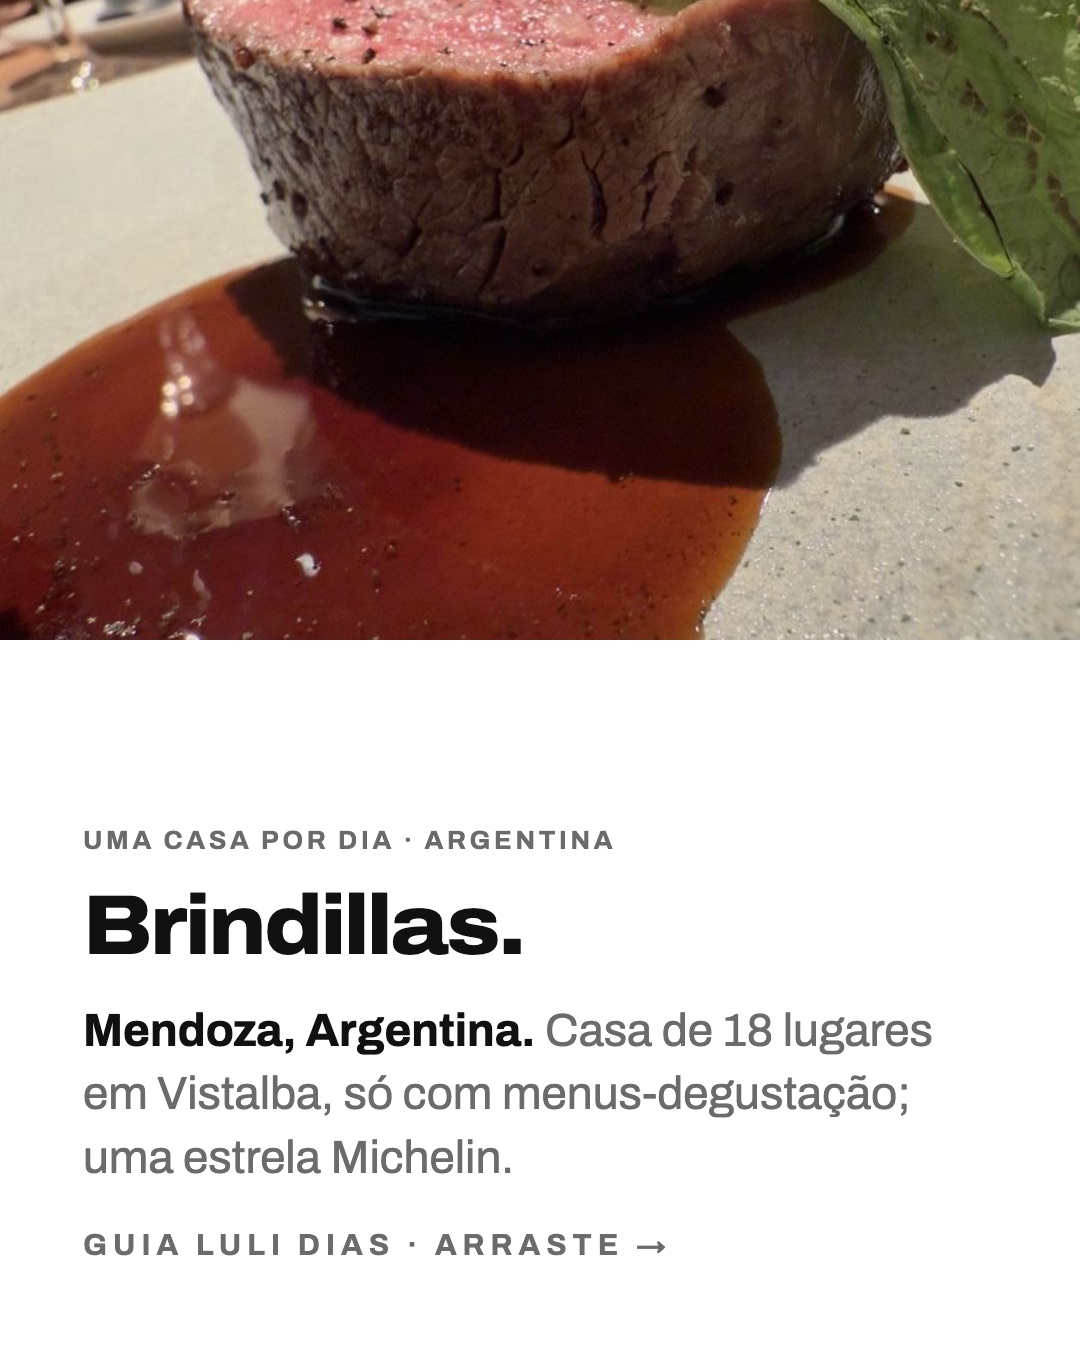 UMA CASA POR DIA · ARGENTINA
Brindillas.
Mendoza, Argentina. Casa de 18 lugares
em Vistalba, só com menus-degustação;
uma estrela Michelin.
GUIA LULI DIAS · ARRASTE →